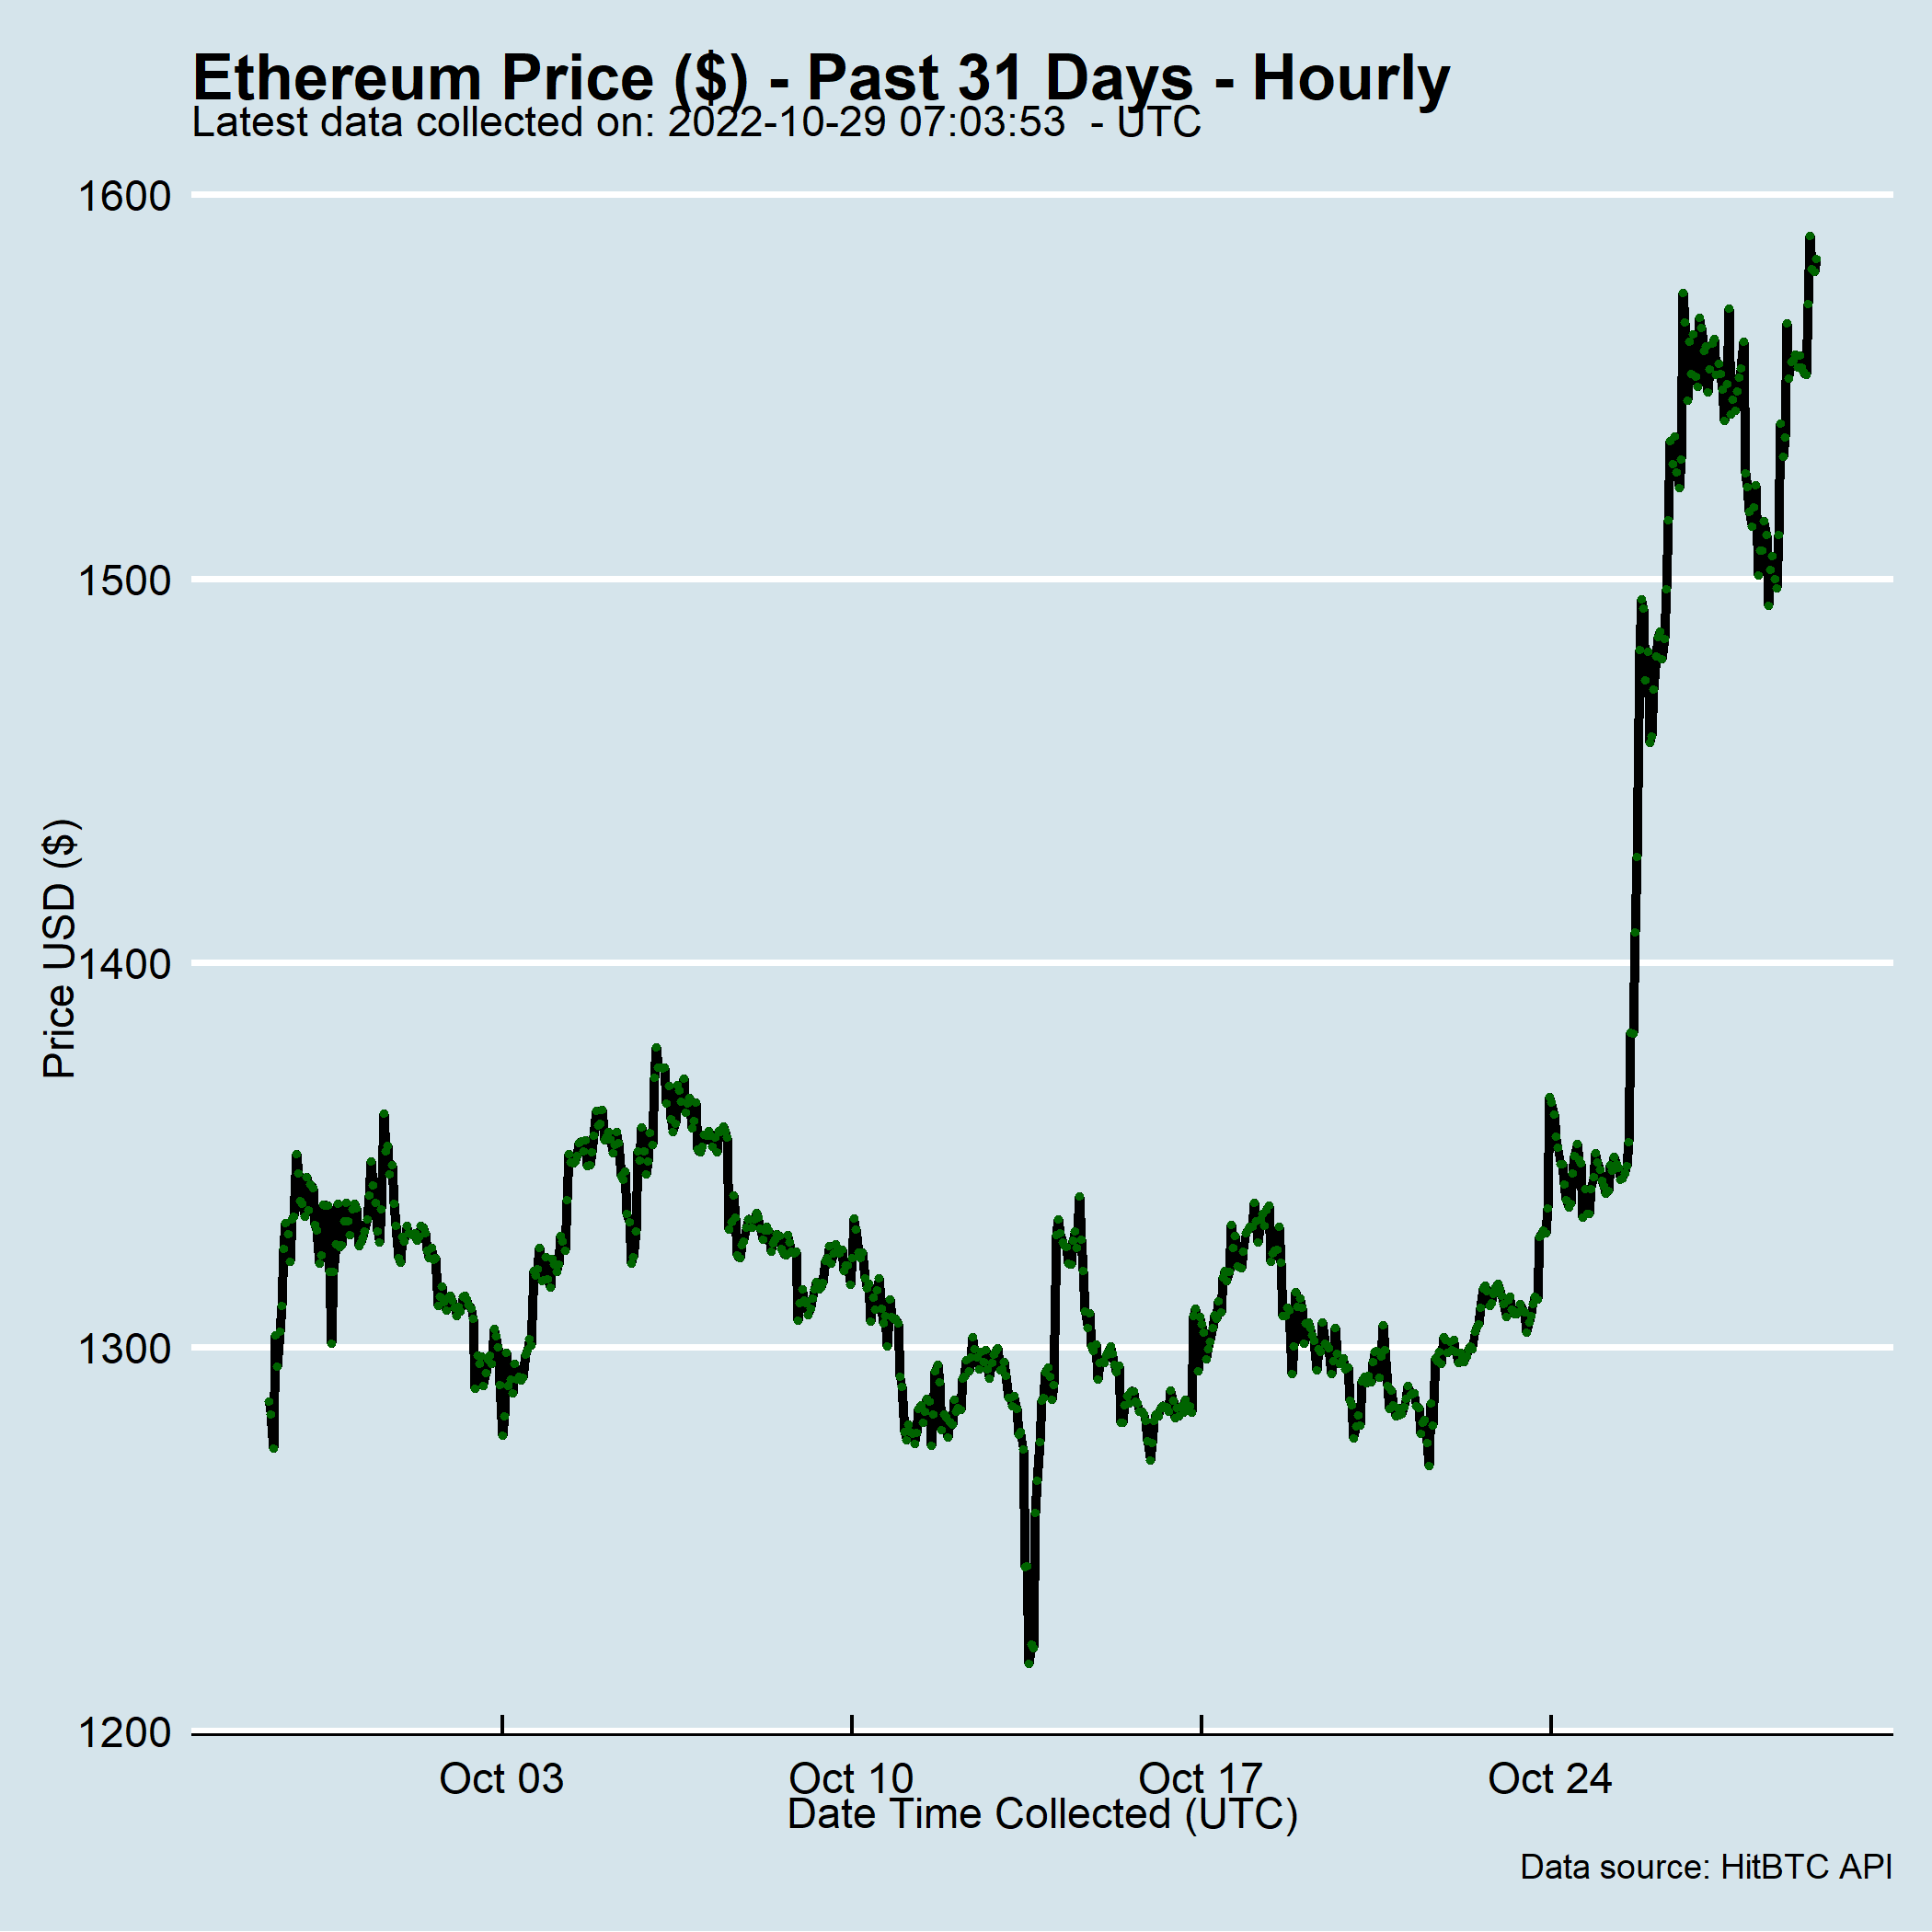 Ethereum Price ($) - Past 31 Days - Hourly
Latest data collected on: 2022-10-29 07:03:53  - UTC
1600
1500
1400
1300
1200
Price USD ($)
Oct 03
Oct 10
Oct 17
Oct 24
Date Time Collected (UTC)
Data source: HitBTC API